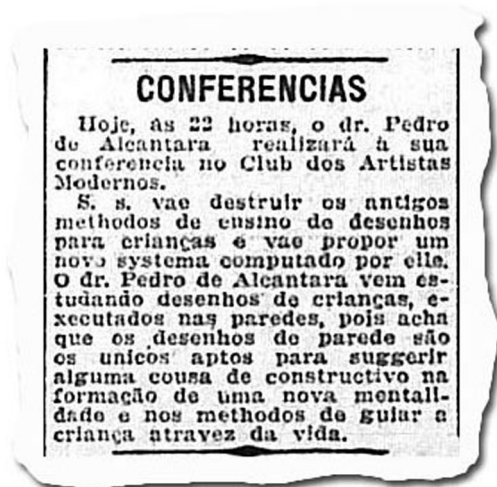 CONFERENCIAS
Hoje, ás 22 horas, o dr. Pedro
de Alcantara realizará à sua
conferencia no Club dos Artistas
Modernos.
S. s. vae destruir os antigos
methodos de ensino de desenhos
para crianças e vae propor um
novo systema computado por elle.
O dr. Pedro de Alcantara vem es-
tudando desenhos de crianças, e-
xecutados nas paredes, pois acha
que os desenhos de parede são
os unicos aptos para suggerir
alguma cousa de constructivo na
formação de uma nova mentali-
dade e nos methodos de guiar a
criança atravez da vida.